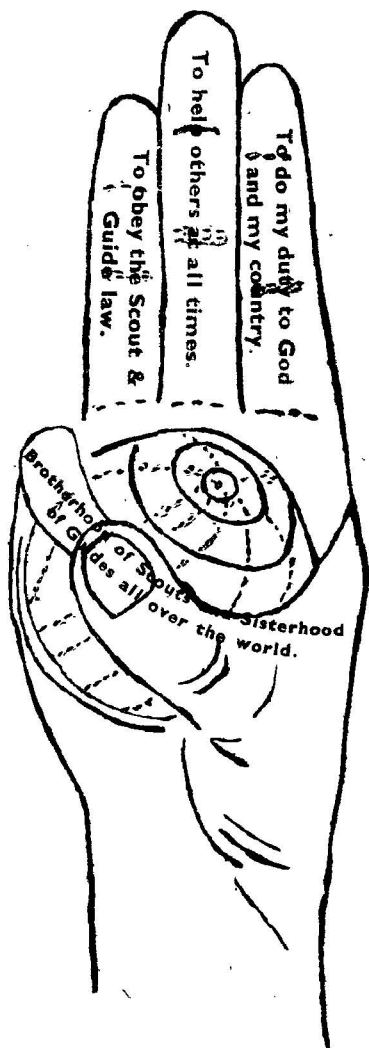 To do my duty to God
and my country.
To help others at all times.
To obey the Scout &
Guide law.
Brotherhood of Scouts Sisterhood
of Guides all over the world.